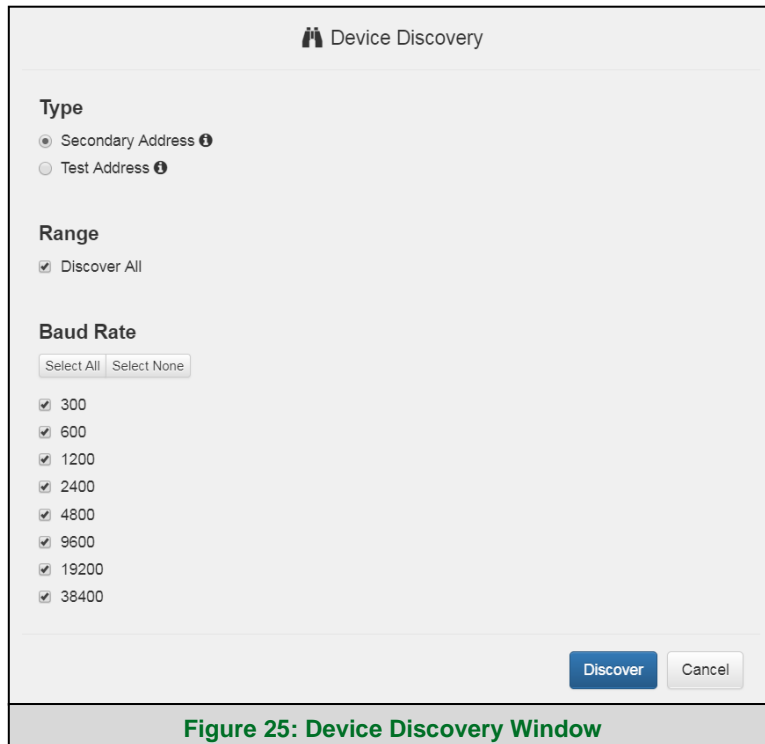 Device Discovery
Type
Secondary Address
Test Address
Range
Discover All
Baud Rate
Select All Select None
300
600
1200
2400
4800
9600
19200
38400
Discover Cancel
Figure 25: Device Discovery Window